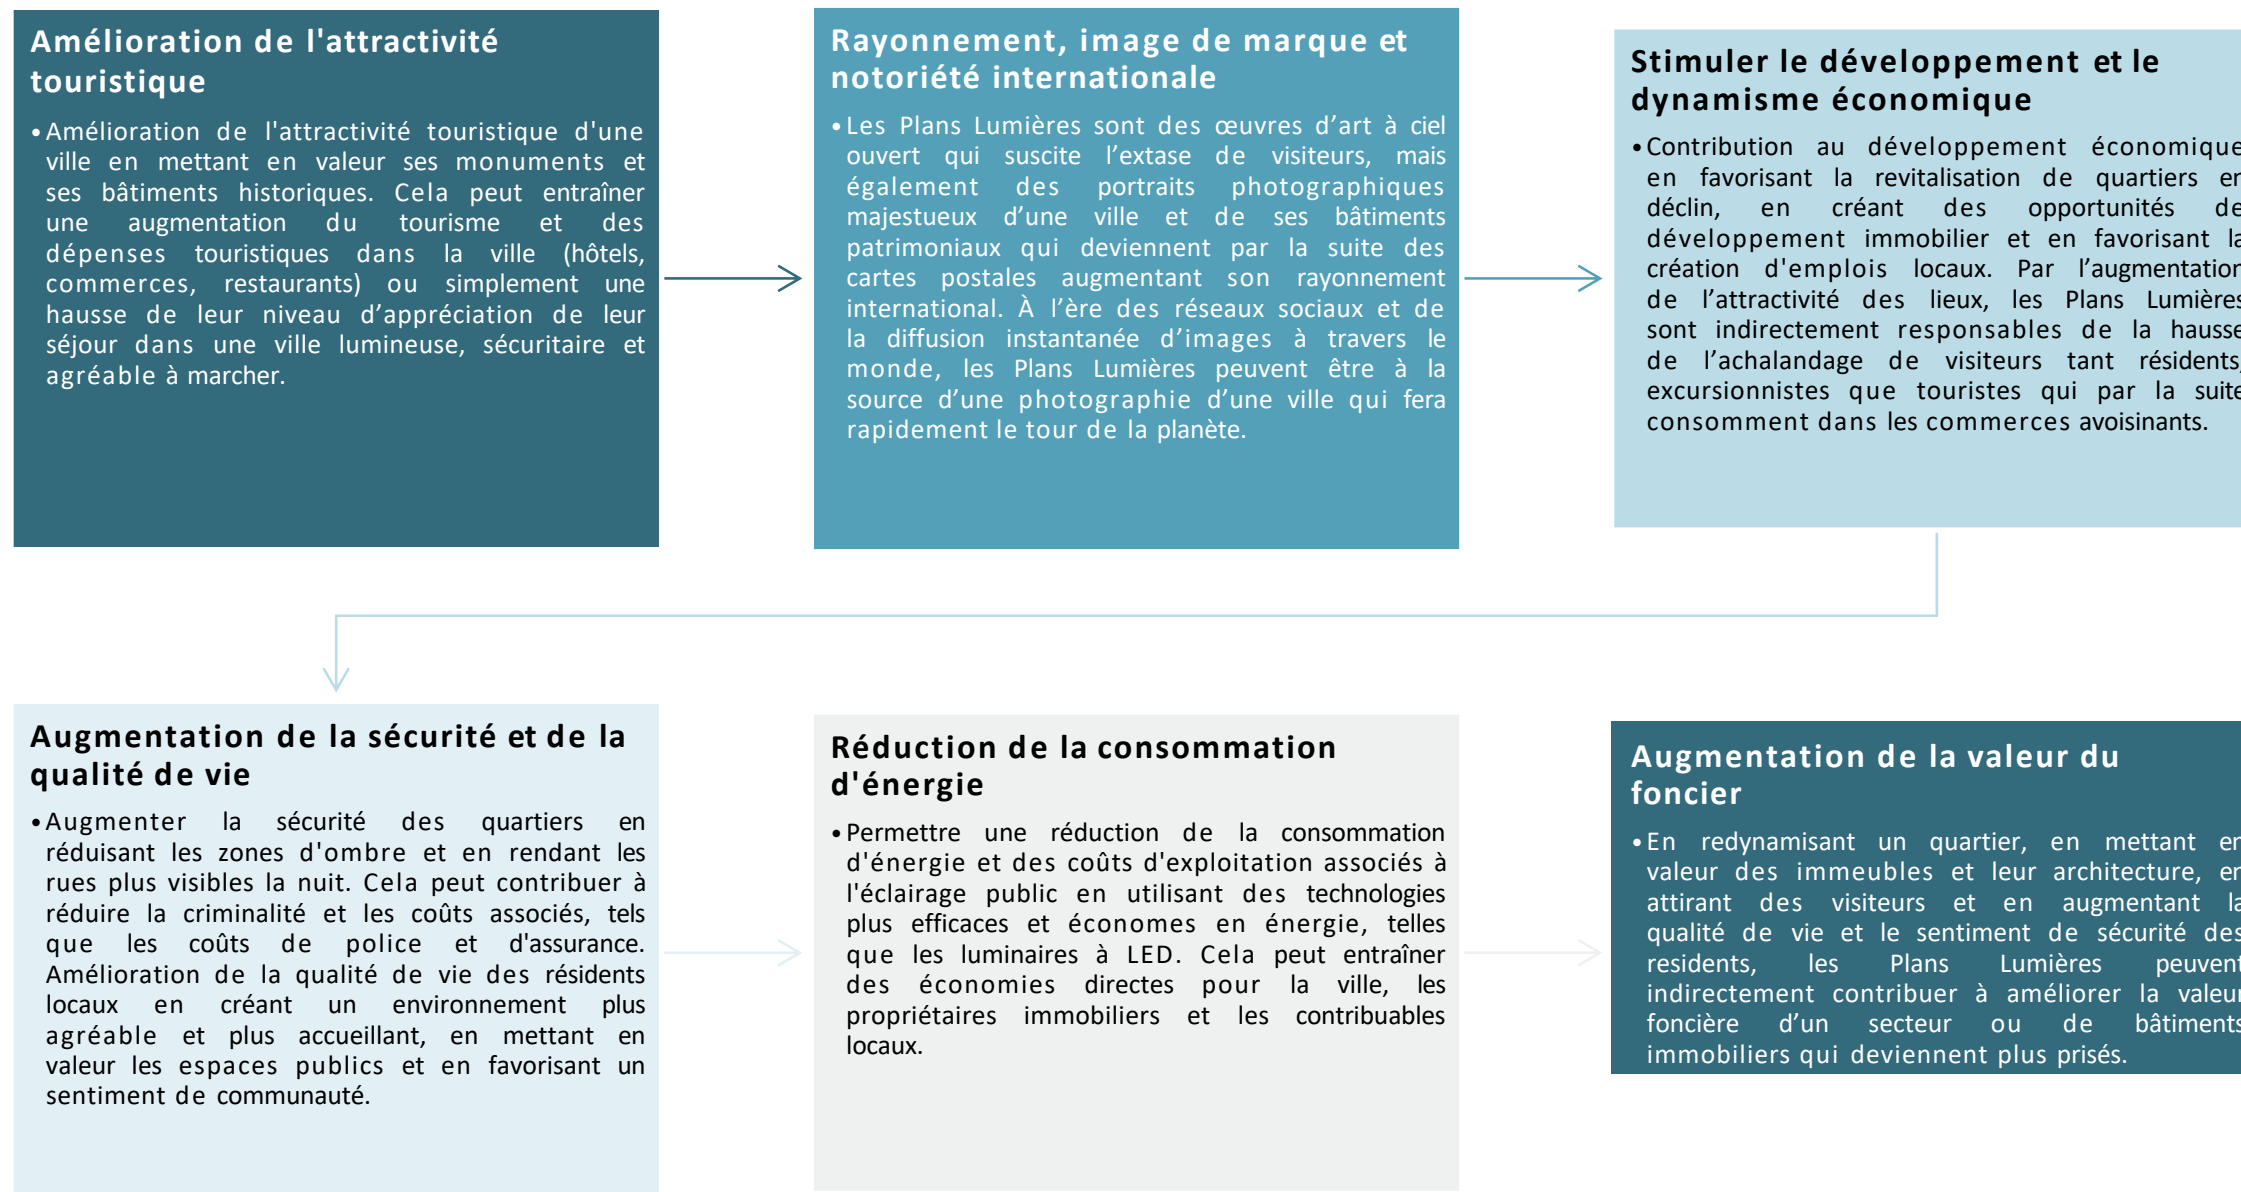 Amélioration de l'attractivité
touristique
•Amélioration de l'attractivité touristique d'une
ville en mettant en valeur ses monuments et
ses bâtiments historiques. Cela peut entraîner
une augmentation du tourisme et des
dépenses touristiques dans la ville (hôtels,
commerces, restaurants) ou simplement une
hausse de leur niveau d’appréciation de leur
séjour dans une ville lumineuse, sécuritaire et
agréable à marcher.
Rayonnement, image de marque et
notoriété internationale
•Les Plans Lumières sont des œuvres d’art à ciel
ouvert qui suscite l’extase de visiteurs, mais
également des portraits photographiques
majestueux d’une ville et de ses bâtiments
patrimoniaux qui deviennent par la suite des
cartes postales augmentant son rayonnement
international. À l’ère des réseaux sociaux et de
la diffusion instantanée d’images à travers le
monde, les Plans Lumières peuvent être à la
source d’une photographie d’une ville qui fera
rapidement le tour de la planète.
Stimuler le développement et le
dynamisme économique
•Contribution au développement économique
en favorisant la revitalisation de quartiers en
déclin, en créant des opportunités de
développement immobilier et en favorisant la
création d'emplois locaux. Par l’augmentation
de l’attractivité des lieux, les Plans Lumières
sont indirectement responsables de la hausse
de l’achalandage de visiteurs tant résidents,
excursionnistes que touristes qui par la suite
consomment dans les commerces avoisinants.
Augmentation de la sécurité et de la
qualité de vie
•Augmenter la sécurité des quartiers en
réduisant les zones d'ombre et en rendant les
rues plus visibles la nuit. Cela peut contribuer à
réduire la criminalité et les coûts associés, tels
que les coûts de police et d'assurance.
Amélioration de la qualité de vie des résidents
locaux en créant un environnement plus
agréable et plus accueillant, en mettant en
valeur les espaces publics et en favorisant un
sentiment de communauté.
Réduction de la consommation
d'énergie
•Permettre une réduction de la consommation
d'énergie et des coûts d'exploitation associés à
l'éclairage public en utilisant des technologies
plus efficaces et économes en énergie, telles
que les luminaires à LED. Cela peut entraîner
des économies directes pour la ville, les
propriétaires immobiliers et les contribuables
locaux.
Augmentation de la valeur du
foncier
•En redynamisant un quartier, en mettant en
valeur des immeubles et leur architecture, en
attirant des visiteurs et en augmentant la
qualité de vie et le sentiment de sécurité des
residents, les Plans Lumières peuvent
indirectement contribuer à améliorer la valeur
foncière d’un secteur ou de bâtiments
immobiliers qui deviennent plus prisés.